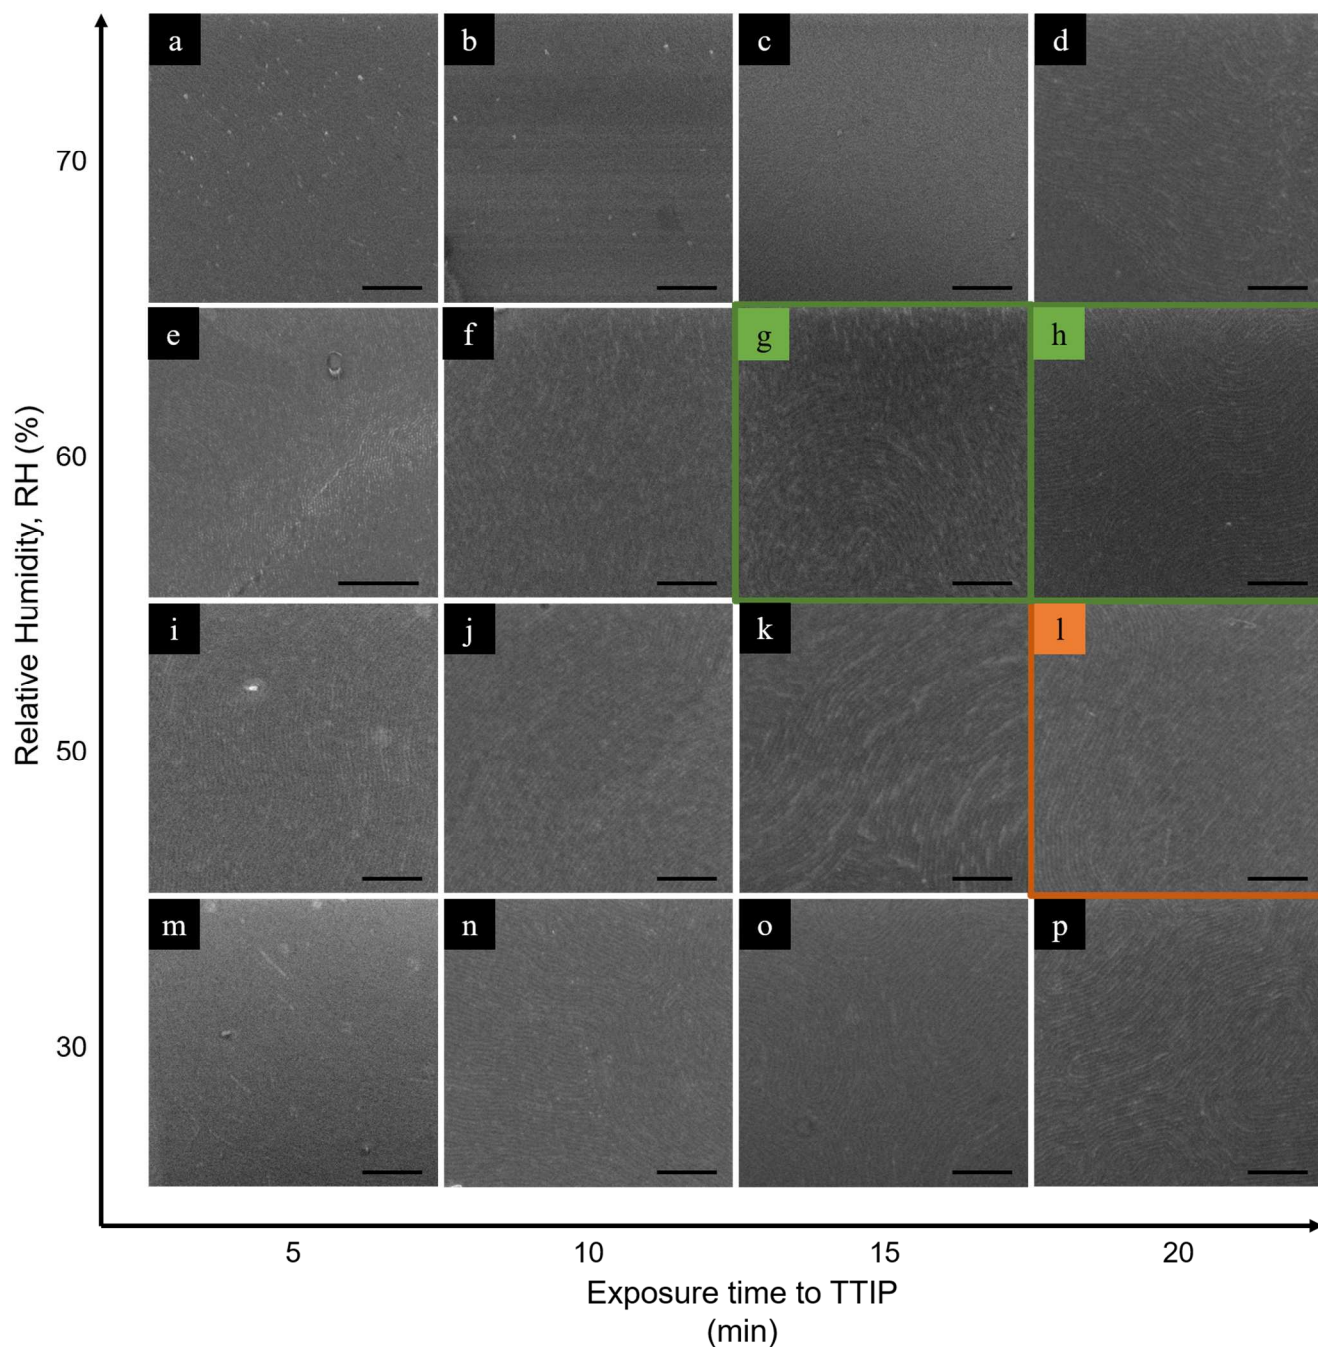 a b c d
70
e f g h
60
i j k l
50
m n o p
30
Relative Humidity, RH (%)
5 10 15 20
Exposure time to TTIP
(min)